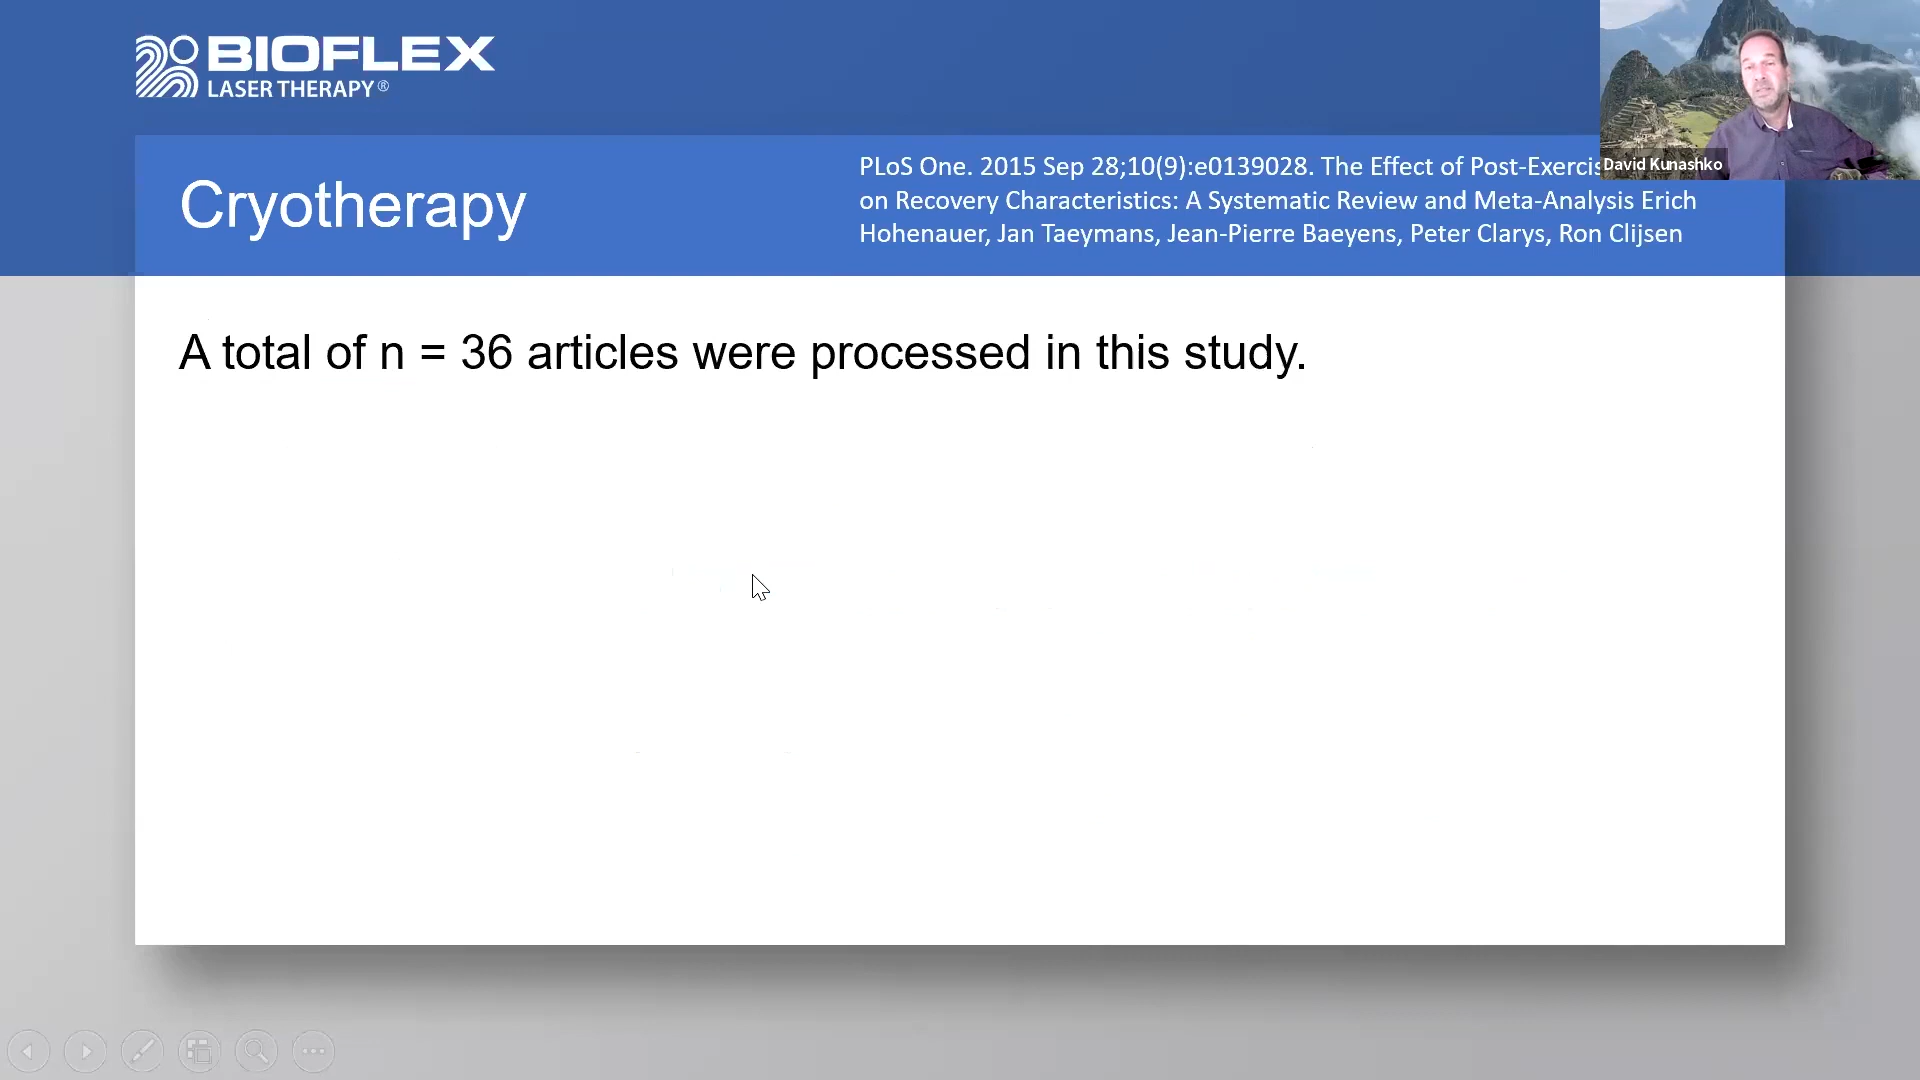 BIOFLEX
LASER THERAPY®
Cryotherapy
PLoS One. 2015 Sep 28;10(9):e0139028. The Effect of
on Recovery Characteristics: A Systematic Review and Meta-Analysis Erich
Hohenauer, Jan Taeymans, Jean-Pierre Baeyens, Peter Clarys, Ron Clijsen
David Kunashko
A total of n = 36 articles were processed in this study.